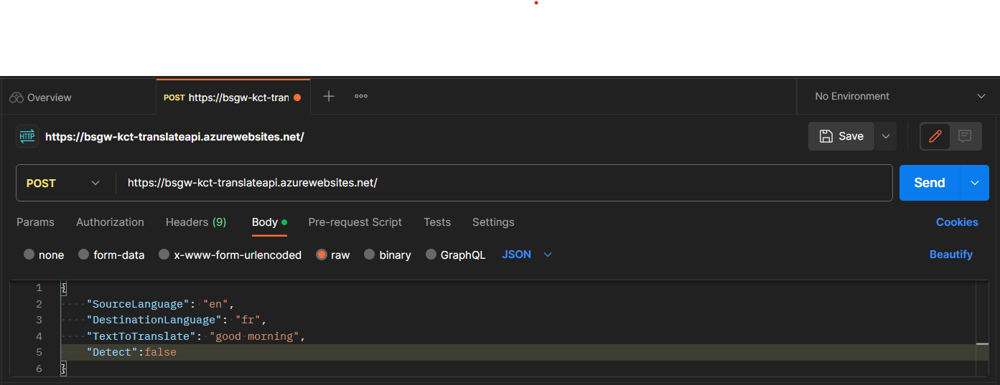 Overview
POST https://bsgw-kct-tran
No Environment
HTTP https://bsgw-kct-translateapi.azurewebsites.net/
Save
POST https://bsgw-kct-translateapi.azurewebsites.net/ Send
Params Authorization Headers (9) Body Pre-request Script Tests Settings Cookies
none form-data x-www-form-urlencoded raw binary GraphQL JSON Beautify
1 {
2 "SourceLanguage": "en",
3 "DestinationLanguage": "fr",
4 "TextToTranslate": "good morning",
5 "Detect":false
6 }